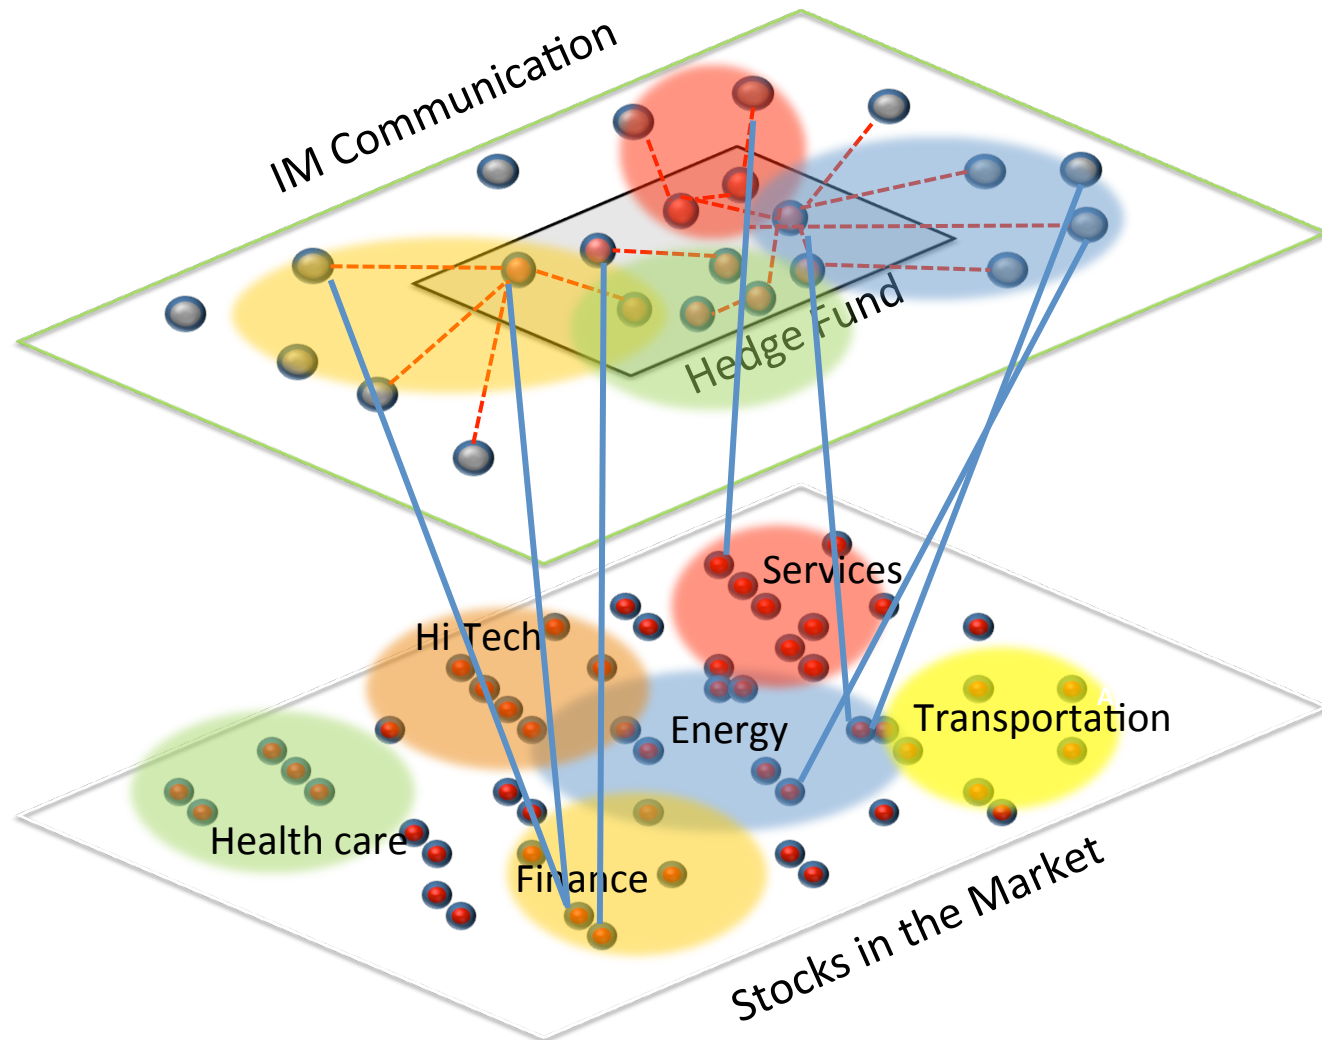 IM Communication
Hedge Fund
Services
Hi Tech
Energy
Transportation
A
Health care
Finance
Stocks in the Market